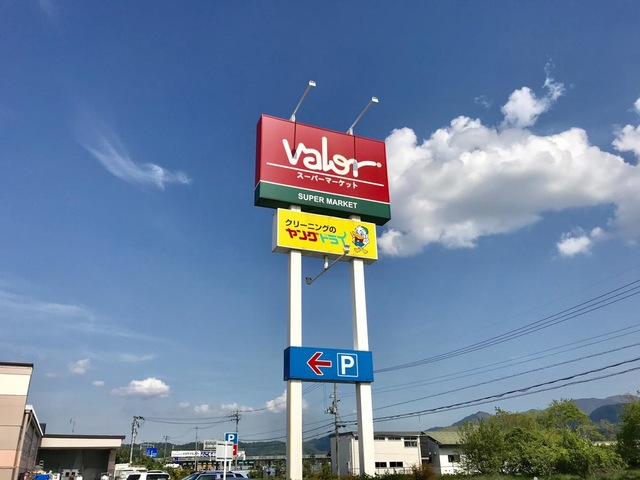 valor
スーパーマーケット
SUPER MARKET
クリーニングの
ヤングドライ
P
P